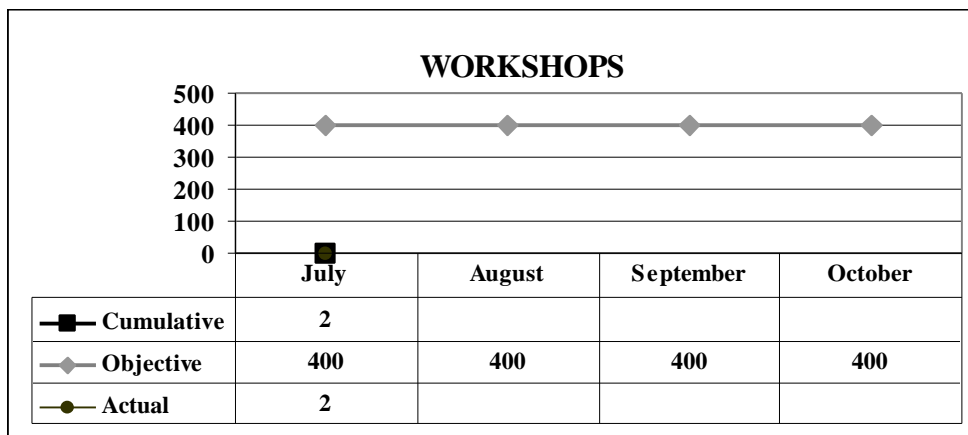 WORKSHOPS
500
400
300
200
100
0
July August September October
Cumulative 2
Objective 400 400 400 400
Actual 2